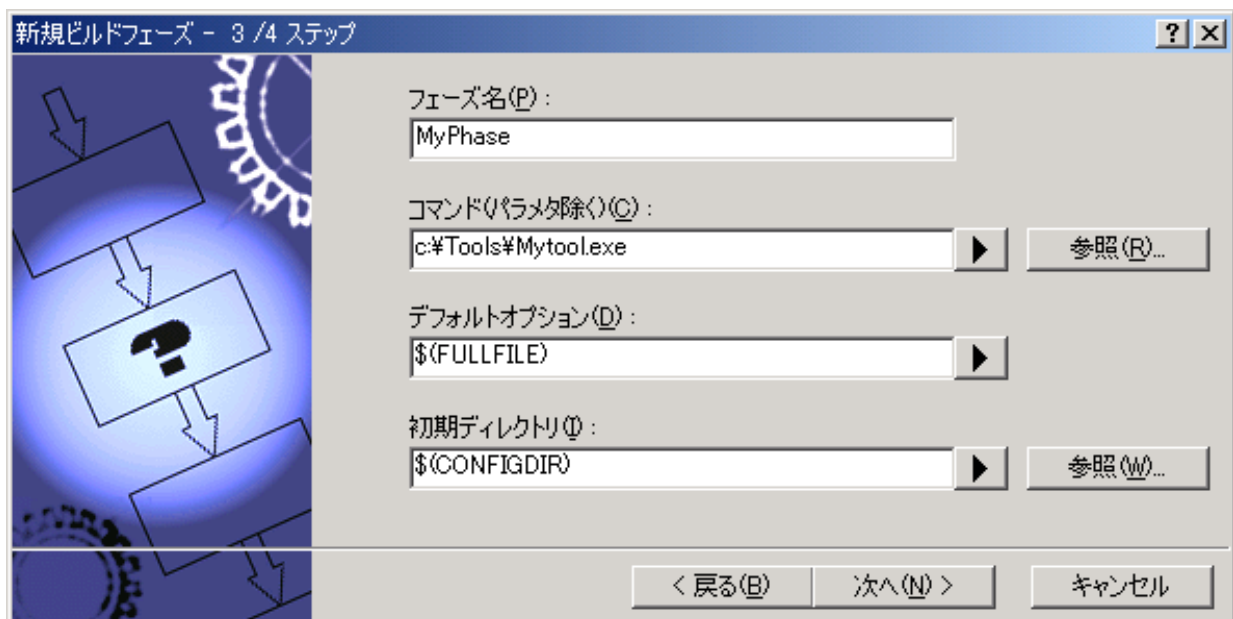 新規ビルドフェーズ - 3 /4 ステップ
フェーズ名(P) :
MyPhase
コマンド(パラメタ除く)(C) :
c:¥Tools¥Mytool.exe
参照(R)...
デフォルトオプション(D) :
$(FULLFILE)
初期ディレクトリ(I) :
$(CONFIGDIR)
参照(W)...
< 戻る(B)
次へ(N) >
キャンセル